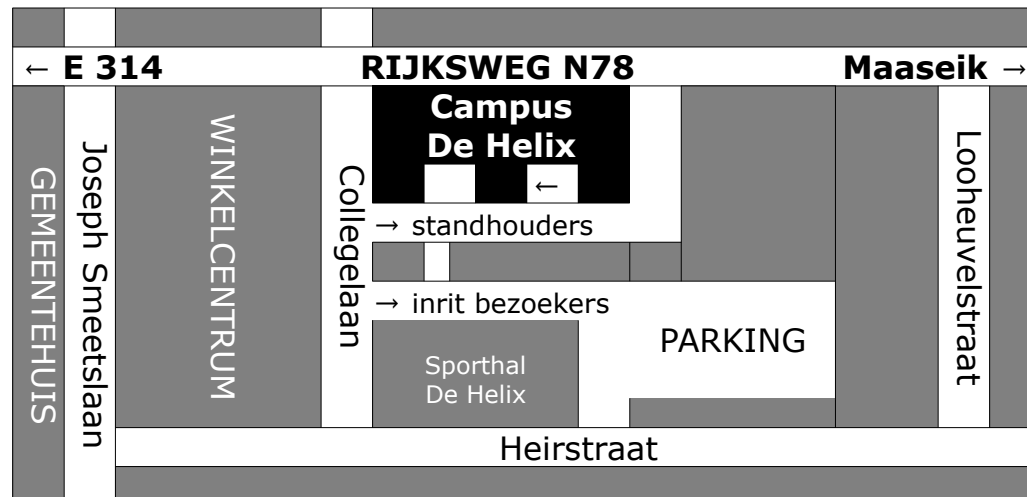 ← E 314 RIJKSWEG N78 Maaseik →
Campus
De Helix
←
→ standhouders
→ inrit bezoekers
PARKING
Sporthal
De Helix
Heirstraat
GEMEENTEHUIS
Joseph Smeetslaan
WINKELCENTRUM
Collegelaan
Looheuvelstraat